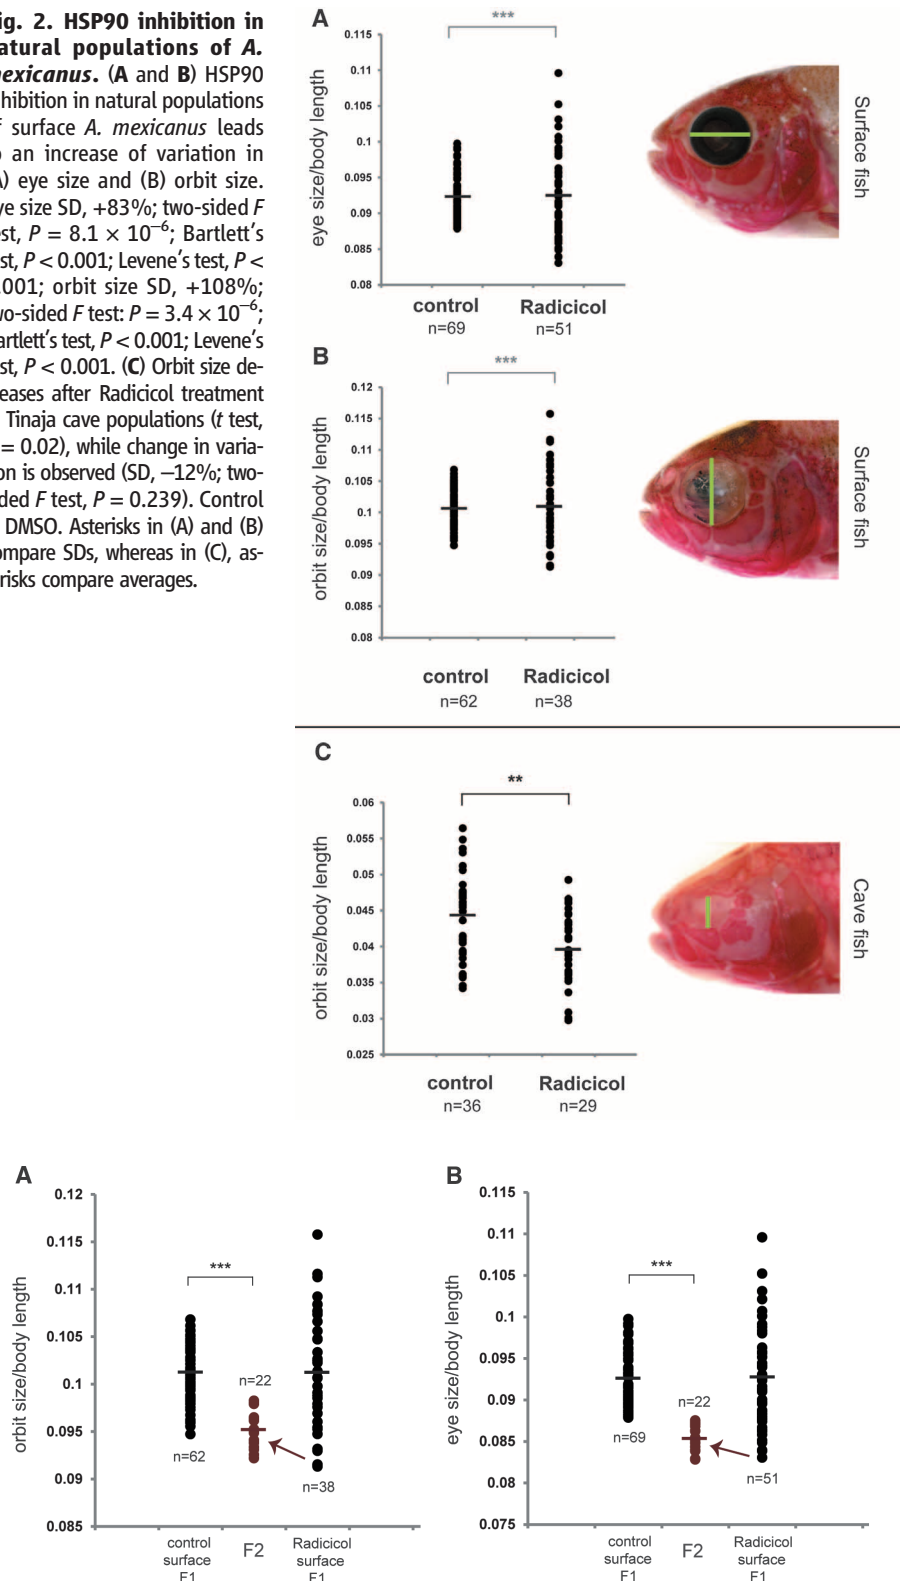 ig. 2. HSP90 inhibition in
atural populations of A.
nexicanus. (A and B) HSP90
hibition in natural populations
f surface A. mexicanus leads
o an increase of variation in
A) eye size and (B) orbit size.
ye size SD, +83%; two-sided F
est, P = 8.1 × 10⁻⁶; Bartlett's
st, P < 0.001; Levene's test, P <
.001; orbit size SD, +108%;
wo-sided F test: P = 3.4 × 10⁻⁶;
artlett's test, P < 0.001; Levene's
st, P < 0.001. (C) Orbit size de-
eases after Radicicol treatment
Tinaja cave populations (t test,
= 0.02), while change in varia-
on is observed (SD, −12%; two-
ded F test, P = 0.239). Control
DMSO. Asterisks in (A) and (B)
ompare SDs, whereas in (C), as-
risks compare averages.
A
***
0.115
0.11
0.105
0.1
0.095
0.09
0.085
0.08
eye size/body length
control
Radicicol
n=69
n=51
Surface fish
B
***
0.12
0.115
0.11
0.105
0.1
0.095
0.09
0.085
0.08
orbit size/body length
control
Radicicol
n=62
n=38
Surface fish
C
**
0.06
0.055
0.05
0.045
0.04
0.035
0.03
0.025
orbit size/body length
control
Radicicol
n=36
n=29
Cave fish
A
0.12
0.115
0.11
0.105
0.1
0.095
0.09
0.085
orbit size/body length
***
n=22
n=62
n=38
control
surface
F1
F2
Radicicol
surface
F1
B
0.115
0.11
0.105
0.1
0.095
0.09
0.085
0.08
0.075
eye size/body length
***
n=22
n=69
n=51
control
surface
F1
F2
Radicicol
surface
F1